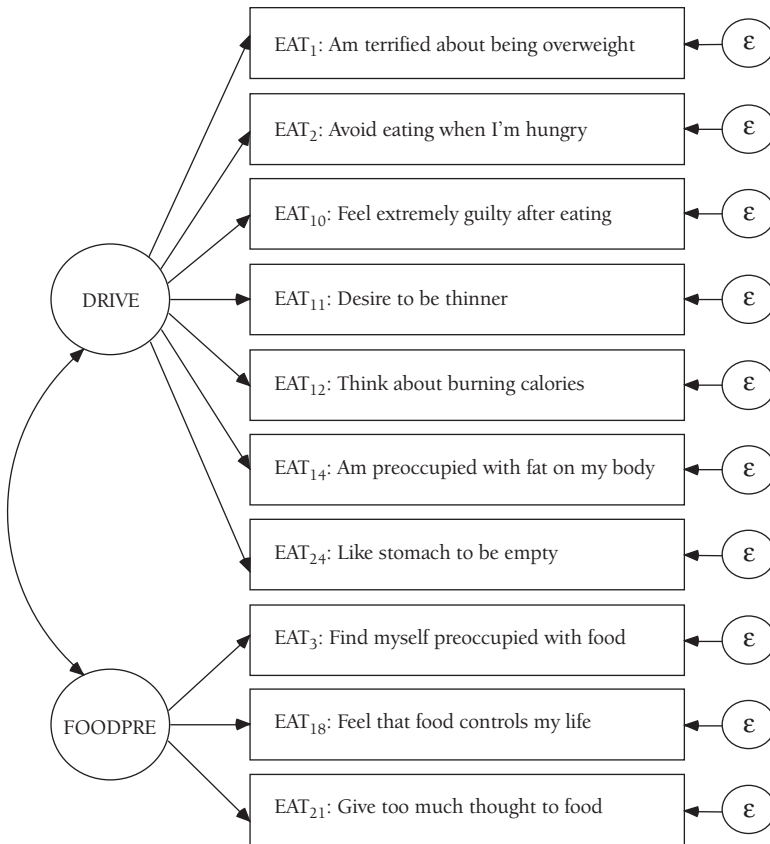 EAT₁: Am terrified about being overweight
ε
EAT₂: Avoid eating when I'm hungry
ε
EAT₁₀: Feel extremely guilty after eating
ε
DRIVE
EAT₁₁: Desire to be thinner
ε
EAT₁₂: Think about burning calories
ε
EAT₁₄: Am preoccupied with fat on my body
ε
EAT₂₄: Like stomach to be empty
ε
EAT₃: Find myself preoccupied with food
ε
FOODPRE
EAT₁₈: Feel that food controls my life
ε
EAT₂₁: Give too much thought to food
ε